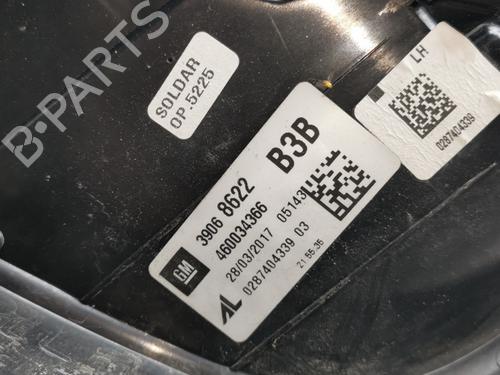 SOLDAR
OP.5225
LH
0287404339
GM
3906 8622
B3B
460034366
28/03/2017 05143
AL
0287404339 03
21:55:35
B-PARTS